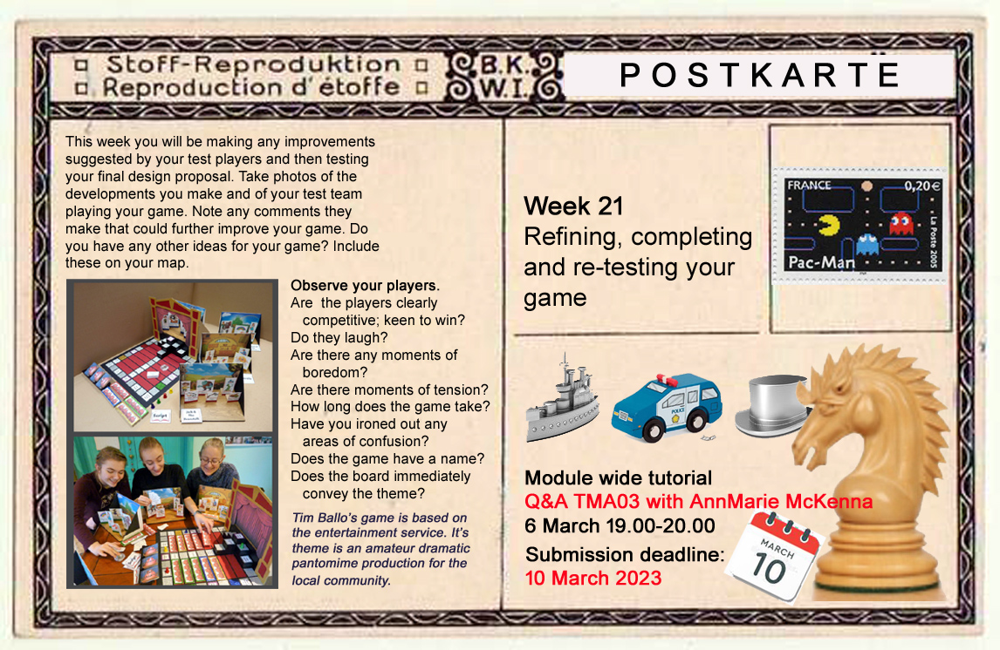 Stoff-Reproduktion
Reproduction d'étoffe
B.K.
W.I.
POSTKARTE
This week you will be making any improvements
suggested by your test players and then testing
your final design proposal. Take photos of the
developments you make and of your test team
playing your game. Note any comments they
make that could further improve your game. Do
you have any other ideas for your game? Include
these on your map.
Observe your players.
Are the players clearly
competitive; keen to win?
Do they laugh?
Are there any moments of
boredom?
Are there moments of tension?
How long does the game take?
Have you ironed out any
areas of confusion?
Does the game have a name?
Does the board immediately
convey the theme?
Tim Ballo's game is based on
the entertainment service. It's
theme is an amateur dramatic
pantomime production for the
local community.
Budget
Week 21
Refining, completing
and re-testing your
game
FRANCE 0,20€
La Poste 2005
Pac-Man
POLICE
Module wide tutorial
Q&A TMA03 with AnnMarie McKenna
6 March 19.00-20.00
Submission deadline:
10 March 2023
MARCH
10